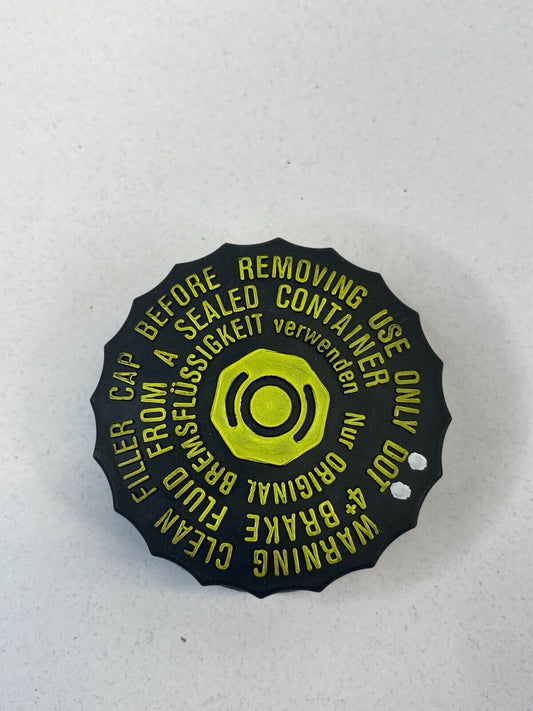 WARNING CLEAN FILLER CAP BEFORE REMOVING USE ONLY DOT
4+ BRAKE FLUID FROM A SEALED CONTAINER
Nur ORIGINAL BREMSFLÜSSIGKEIT verwenden